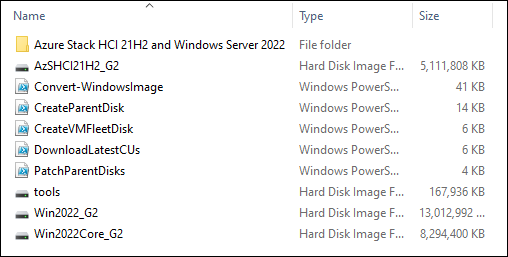 Name Type Size
Azure Stack HCI 21H2 and Windows Server 2022 File folder
AzSHCI21H2_G2 Hard Disk Image F... 5,111,808 KB
Convert-WindowsImage Windows PowerS... 41 KB
CreateParentDisk Windows PowerS... 14 KB
CreateVMFleetDisk Windows PowerS... 6 KB
DownloadLatestCUs Windows PowerS... 6 KB
PatchParentDisks Windows PowerS... 4 KB
tools Hard Disk Image F... 167,936 KB
Win2022_G2 Hard Disk Image F... 13,012,992 ...
Win2022Core_G2 Hard Disk Image F... 8,294,400 KB